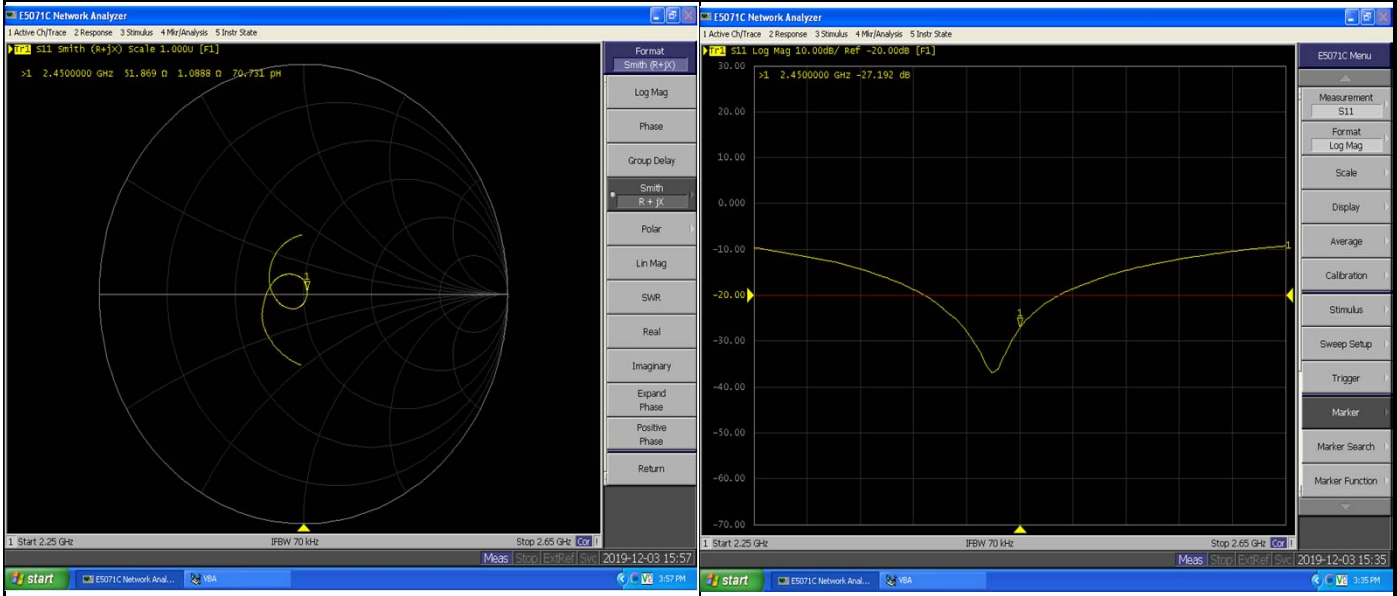 E5071C Network Analyzer
1 Active Ch/Trace 2 Response 3 Stimulus 4 Mkr/Analysis 5 Instr State
Tr1 S11 Smith (R+jX) Scale 1.000U [F1]
>1 2.4500000 GHz 51.869 Ω 1.0888 Ω 70.731 pH
1
Format
Smith (R+jX)
Log Mag
Phase
Group Delay
Smith
R + jX
Polar
Lin Mag
SWR
Real
Imaginary
Expand
Phase
Positive
Phase
Return
1 Start 2.25 GHz IFBW 70 kHz Stop 2.65 GHz Cor !
Meas Stop ExtRef Svc 2019-12-03 15:57
start E5071C Network Anal... VBA 3:57 PM
E5071C Network Analyzer
1 Active Ch/Trace 2 Response 3 Stimulus 4 Mkr/Analysis 5 Instr State
Tr1 S11 Log Mag 10.00dB/ Ref -20.00dB [F1]
>1 2.4500000 GHz -27.192 dB
30.00
20.00
10.00
0.000
-10.00
-20.00
-30.00
-40.00
-50.00
-60.00
-70.00
1
1
E5071C Menu
Measurement
S11
Format
Log Mag
Scale
Display
Average
Calibration
Stimulus
Sweep Setup
Trigger
Marker
Marker Search
Marker Function
1 Start 2.25 GHz IFBW 70 kHz Stop 2.65 GHz Cor !
Meas Stop ExtRef Svc 2019-12-03 15:35
start E5071C Network Anal... VBA 3:35 PM